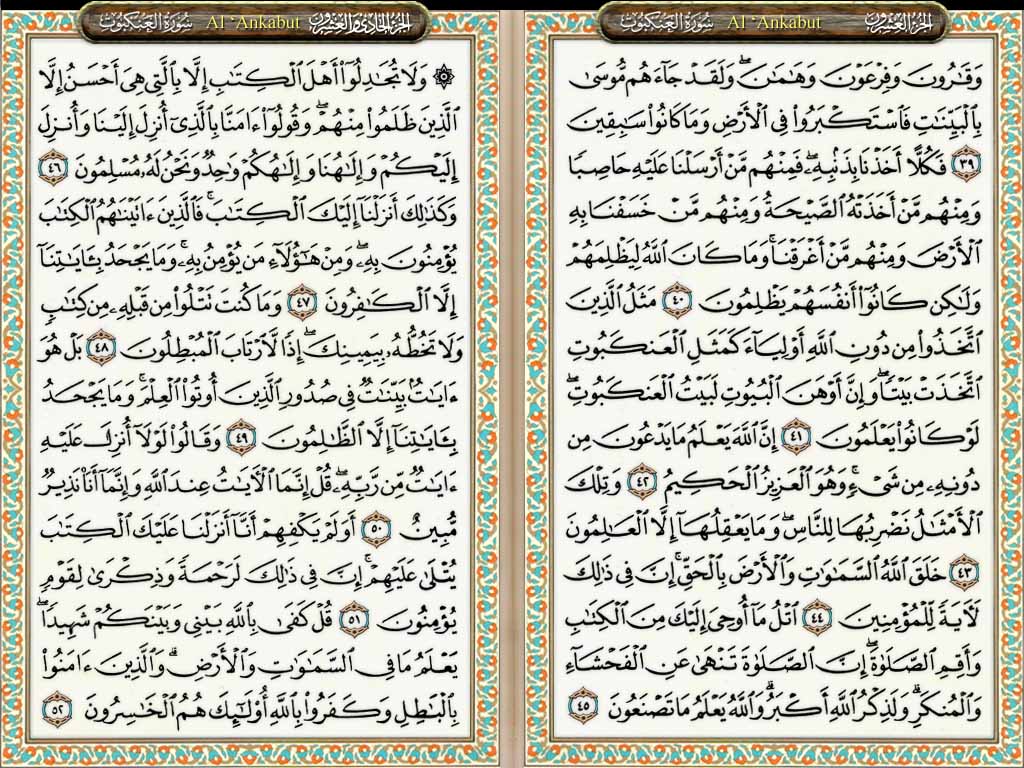 سورة العنكبوت Al 'Ankabut الجزء العشرون
وَقَٰرُونَ وَفِرْعَوْنَ وَهَٰمَٰنَ ۖ وَلَقَدْ جَآءَهُم مُّوسَىٰ
بِٱلْبَيِّنَٰتِ فَٱسْتَكْبَرُوا۟ فِى ٱلْأَرْضِ وَمَا كَانُوا۟ سَٰبِقِينَ
٣٩ فَكُلًّا أَخَذْنَا بِذَنۢبِهِۦ ۖ فَمِنْهُم مَّنْ أَرْسَلْنَا عَلَيْهِ حَاصِبًا
وَمِنْهُم مَّنْ أَخَذَتْهُ ٱلصَّيْحَةُ وَمِنْهُم مَّنْ خَسَفْنَا بِهِ
ٱلْأَرْضَ وَمِنْهُم مَّنْ أَغْرَقْنَا ۚ وَمَا كَانَ ٱللَّهُ لِيَظْلِمَهُمْ
وَلَٰكِن كَانُوٓا۟ أَنفُسَهُمْ يَظْلِمُونَ ٤٠ مَثَلُ ٱلَّذِينَ
ٱتَّخَذُوا۟ مِن دُونِ ٱللَّهِ أَوْلِيَآءَ كَمَثَلِ ٱلْعَنكَبُوتِ
ٱتَّخَذَتْ بَيْتًا ۖ وَإِنَّ أَوْهَنَ ٱلْبُيُوتِ لَبَيْتُ ٱلْعَنكَبُوتِ ۖ
لَوْ كَانُوا۟ يَعْلَمُونَ ٤١ إِنَّ ٱللَّهَ يَعْلَمُ مَا يَدْعُونَ مِن
دُونِهِۦ مِن شَىْءٍ ۚ وَهُوَ ٱلْعَزِيزُ ٱلْحَكِيمُ ٤٢ وَتِلْكَ
ٱلْأَمْثَٰلُ نَضْرِبُهَا لِلنَّاسِ ۖ وَمَا يَعْقِلُهَآ إِلَّا ٱلْعَٰلِمُونَ
٤٣ خَلَقَ ٱللَّهُ ٱلسَّمَٰوَٰتِ وَٱلْأَرْضَ بِٱلْحَقِّ ۚ إِنَّ فِى ذَٰلِكَ
لَءَايَةً لِّلْمُؤْمِنِينَ ٤٤ ٱتْلُ مَآ أُوحِىَ إِلَيْكَ مِنَ ٱلْكِتَٰبِ
وَأَقِمِ ٱلصَّلَوٰةَ ۖ إِنَّ ٱلصَّلَوٰةَ تَنْهَىٰ عَنِ ٱلْفَحْشَآءِ
وَٱلْمُنكَرِ ۗ وَلَذِكْرُ ٱللَّهِ أَكْبَرُ ۗ وَٱللَّهُ يَعْلَمُ مَا تَصْنَعُونَ ٤٥
سورة العنكبوت Al 'Ankabut الجزء الحادي والعشرون
۞ وَلَا تُجَٰدِلُوٓا۟ أَهْلَ ٱلْكِتَٰبِ إِلَّا بِٱلَّتِى هِىَ أَحْسَنُ إِلَّا
ٱلَّذِينَ ظَلَمُوا۟ مِنْهُمْ ۖ وَقُولُوٓا۟ ءَامَنَّا بِٱلَّذِىٓ أُنزِلَ إِلَيْنَا وَأُنزِلَ
إِلَيْكُمْ وَإِلَٰهُنَا وَإِلَٰهُكُمْ وَٰحِدٌ وَنَحْنُ لَهُۥ مُسْلِمُونَ ٤٦
وَكَذَٰلِكَ أَنزَلْنَآ إِلَيْكَ ٱلْكِتَٰبَ ۚ فَٱلَّذِينَ ءَاتَيْنَٰهُمُ ٱلْكِتَٰبَ
يُؤْمِنُونَ بِهِۦ ۖ وَمِنْ هَٰٓؤُلَآءِ مَن يُؤْمِنُ بِهِۦ ۚ وَمَا يَجْحَدُ بِـَٔايَٰتِنَآ
إِلَّا ٱلْكَٰفِرُونَ ٤٧ وَمَا كُنتَ تَتْلُوا۟ مِن قَبْلِهِۦ مِن كِتَٰبٍ
وَلَا تَخُطُّهُۥ بِيَمِينِكَ ۖ إِذًا لَّٱرْتَابَ ٱلْمُبْطِلُونَ ٤٨ بَلْ هُوَ
ءَايَٰتٌۢ بَيِّنَٰتٌ فِى صُدُورِ ٱلَّذِينَ أُوتُوا۟ ٱلْعِلْمَ ۚ وَمَا يَجْحَدُ
بِـَٔايَٰتِنَآ إِلَّا ٱلظَّٰلِمُونَ ٤٩ وَقَالُوا۟ لَوْلَآ أُنزِلَ عَلَيْهِ
ءَايَٰتٌ مِّن رَّبِّهِۦ ۖ قُلْ إِنَّمَا ٱلْءَايَٰتُ عِندَ ٱللَّهِ وَإِنَّمَآ أَنَا۠ نَذِيرٌ
مُّبِينٌ ٥٠ أَوَلَمْ يَكْفِهِمْ أَنَّآ أَنزَلْنَا عَلَيْكَ ٱلْكِتَٰبَ
يُتْلَىٰ عَلَيْهِمْ ۚ إِنَّ فِى ذَٰلِكَ لَرَحْمَةً وَذِكْرَىٰ لِقَوْمٍ
يُؤْمِنُونَ ٥١ قُلْ كَفَىٰ بِٱللَّهِ بَيْنِى وَبَيْنَكُمْ شَهِيدًا ۖ
يَعْلَمُ مَا فِى ٱلسَّمَٰوَٰتِ وَٱلْأَرْضِ ۗ وَٱلَّذِينَ ءَامَنُوا۟
بِٱلْبَٰطِلِ وَكَفَرُوا۟ بِٱللَّهِ أُو۟لَٰٓئِكَ هُمُ ٱلْخَٰسِرُونَ ٥٢